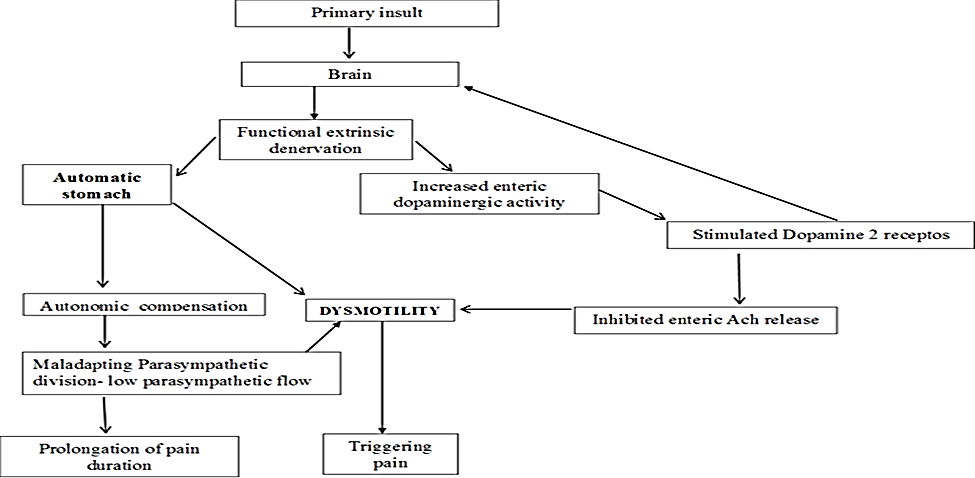 Primary insult
Brain
Functional extrinsic
denervation
Automatic
stomach
Increased enteric
dopaminergic activity
Stimulated Dopamine 2 receptos
Autonomic compensation
DYSMOTILITY
Inhibited enteric Ach release
Maladapting Parasympathetic
division- low parasympathetic flow
Prolongation of pain
duration
Triggering
pain